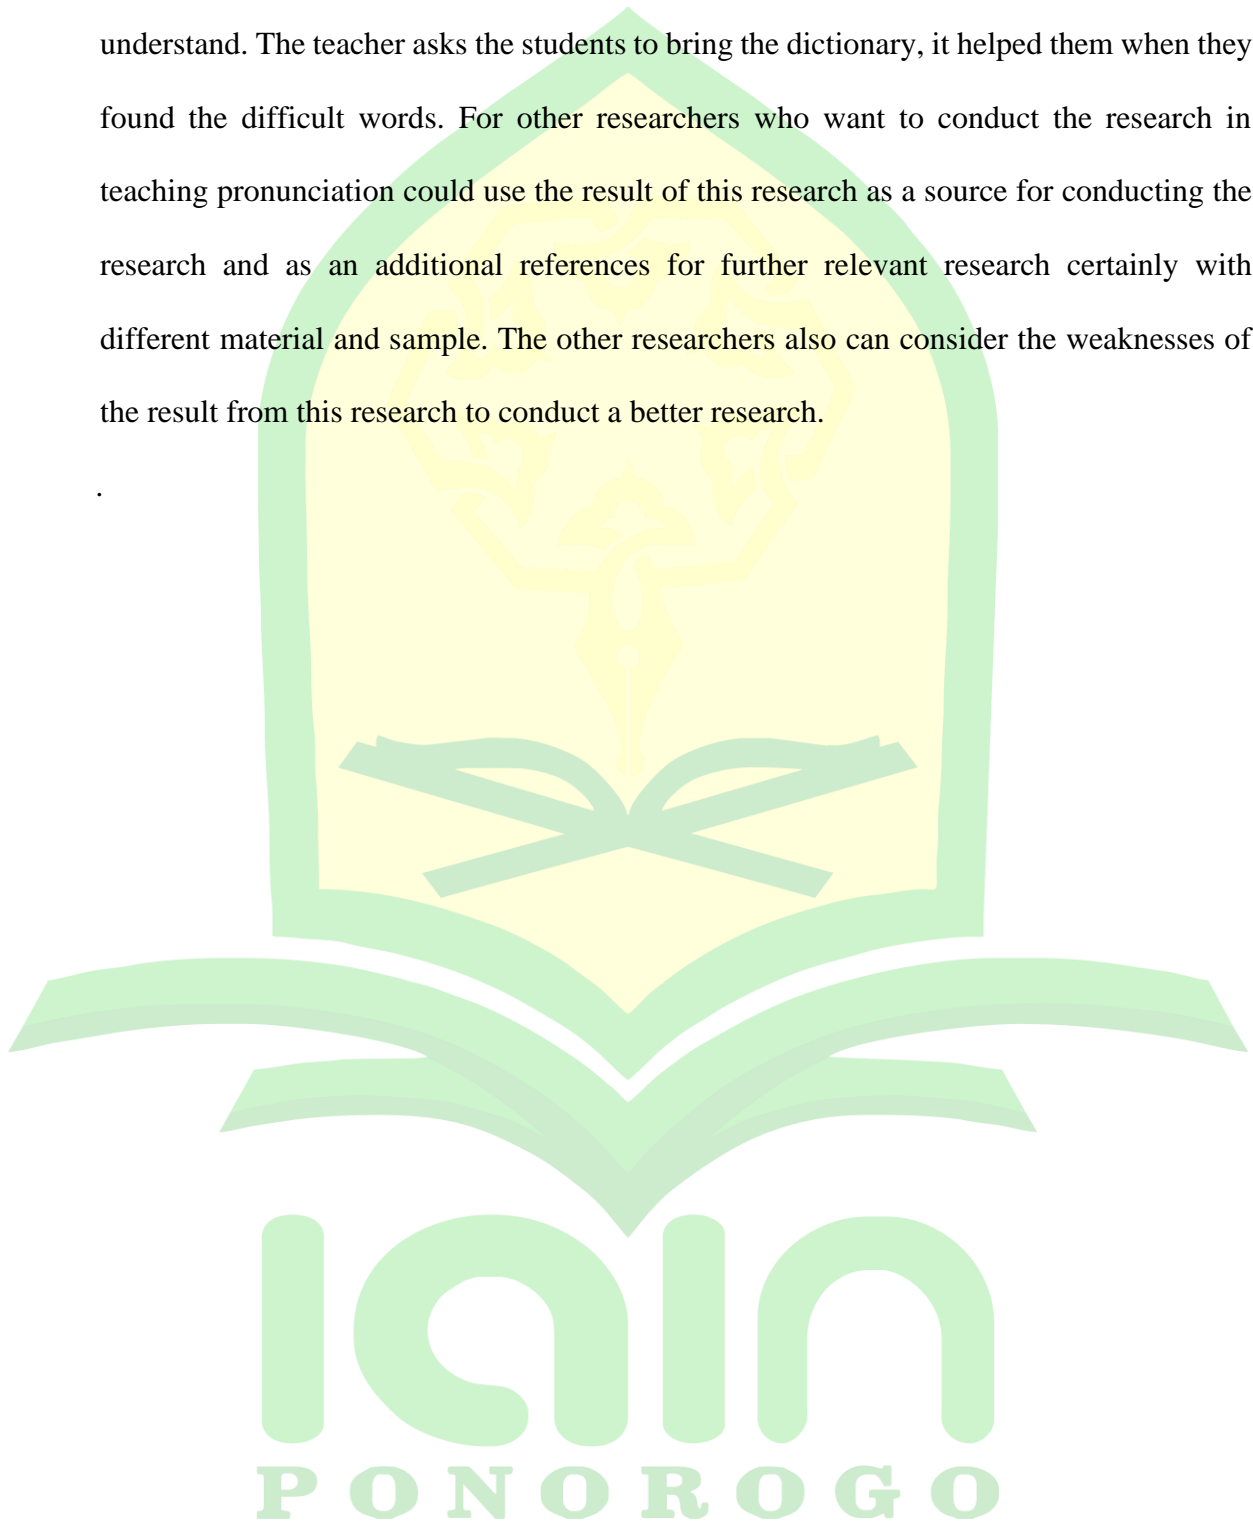 understand. The teacher asks the students to bring the dictionary, it helped them when they
found the difficult words. For other researchers who want to conduct the research in
teaching pronunciation could use the result of this research as a source for conducting the
research and as an additional references for further relevant research certainly with
different material and sample. The other researchers also can consider the weaknesses of
the result from this research to conduct a better research.
.
IAIN
PONOROGO